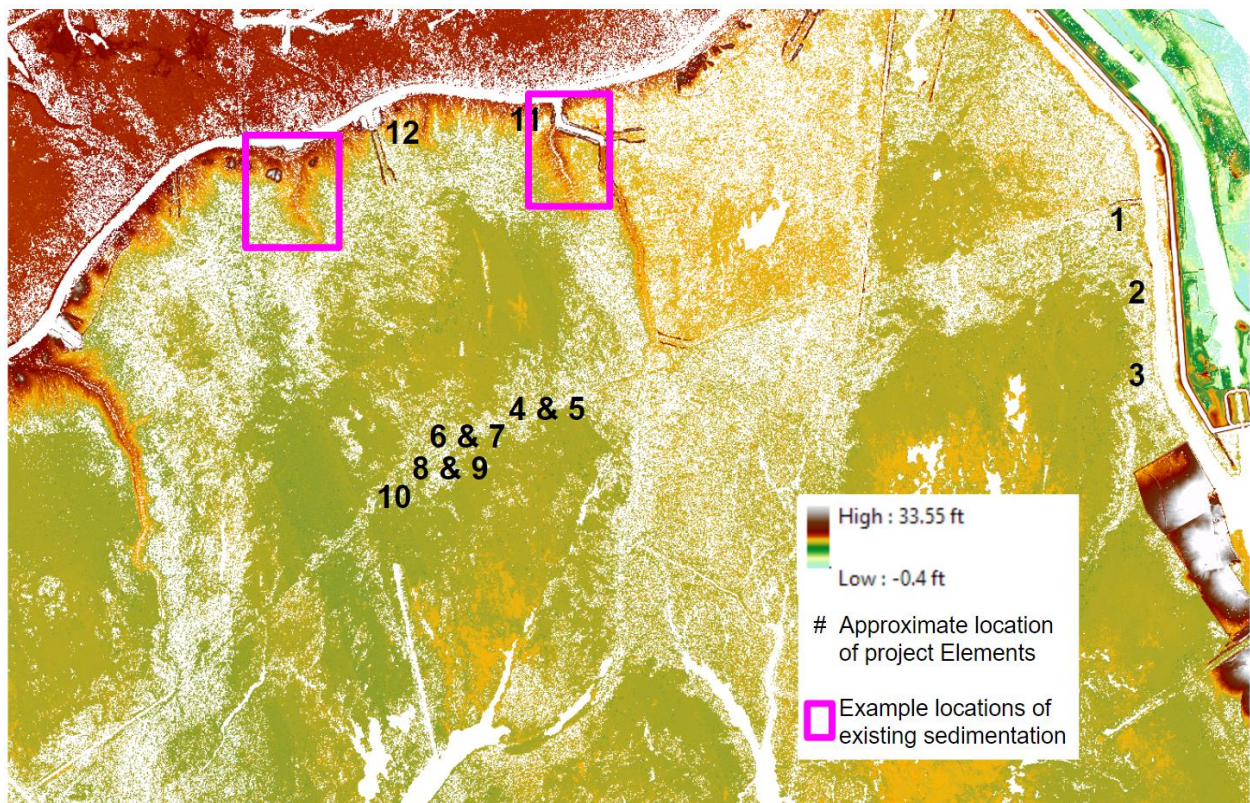 11
12
1
2
3
4 & 5
6 & 7
8 & 9
10
High : 33.55 ft
Low : -0.4 ft
# Approximate location
of project Elements
Example locations of
existing sedimentation